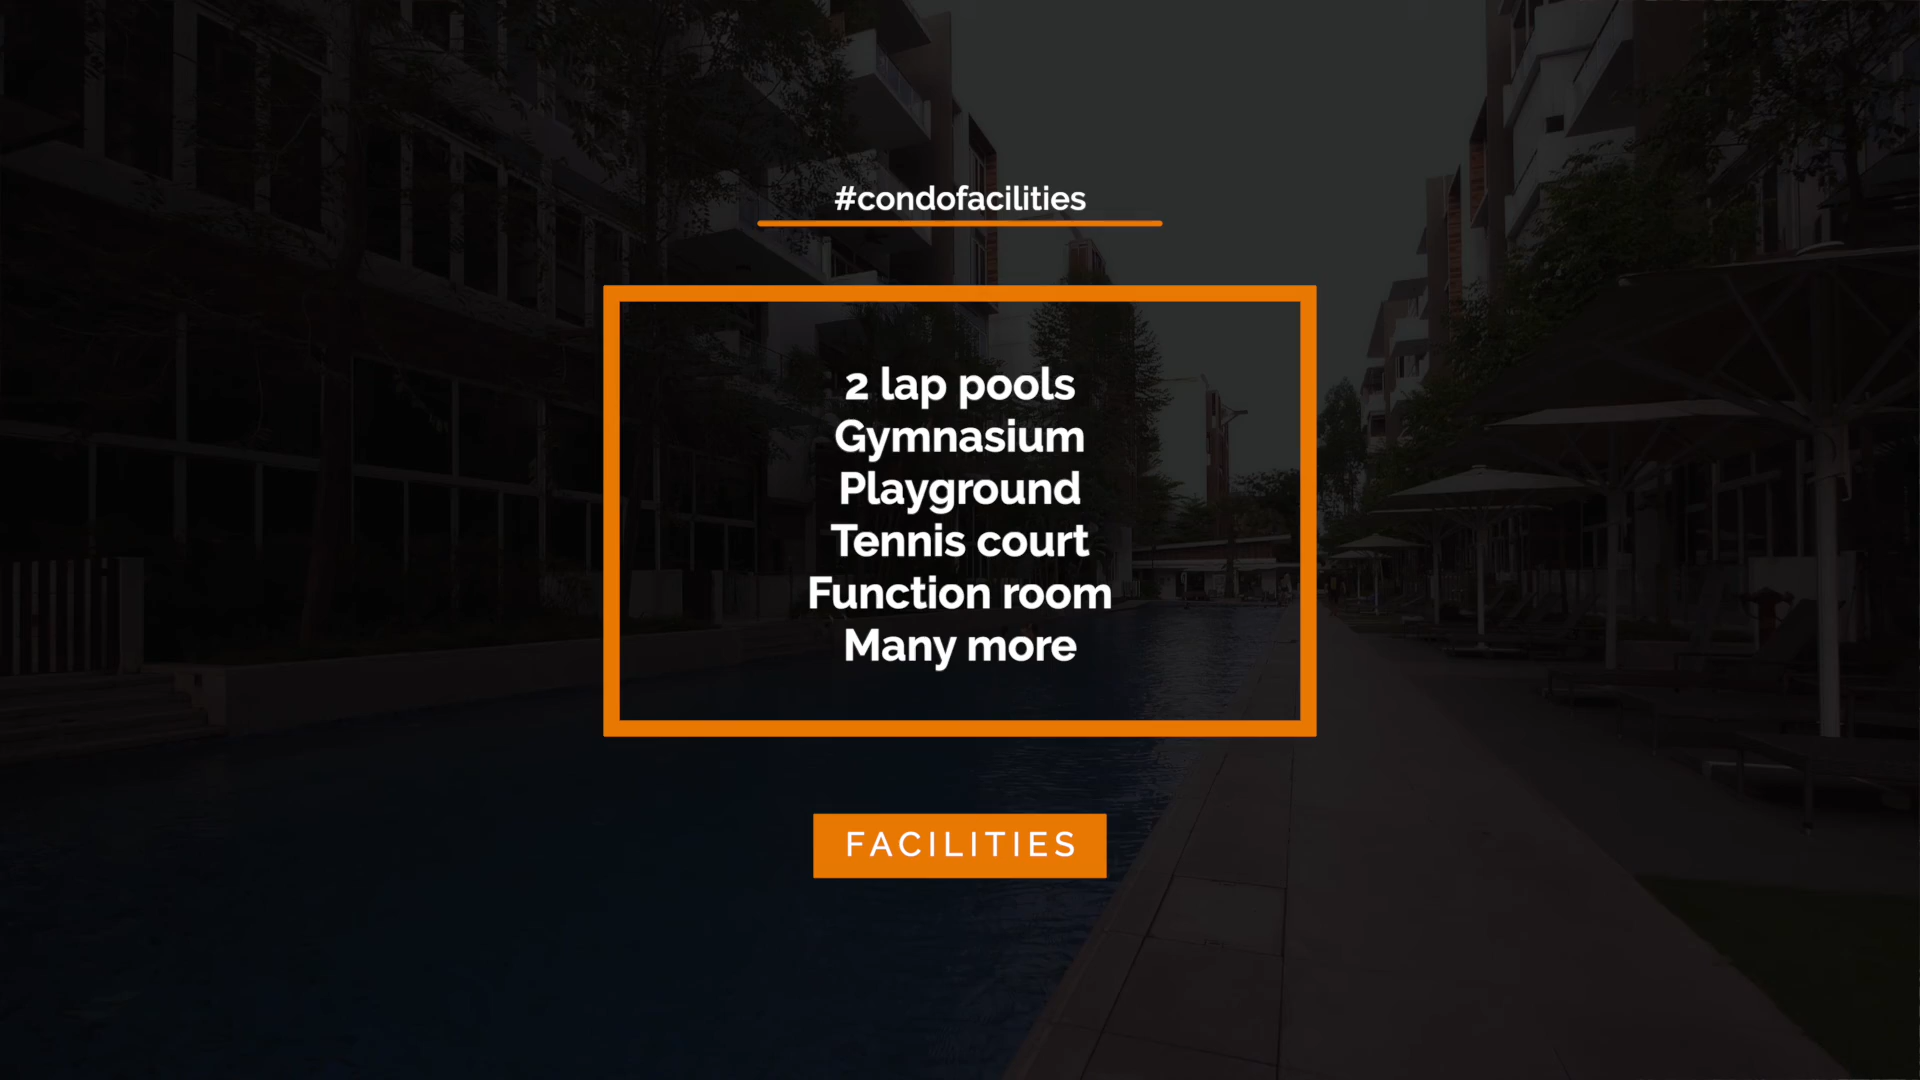 #condofacilities
2 lap pools
Gymnasium
Playground
Tennis court
Function room
Many more
FACILITIES